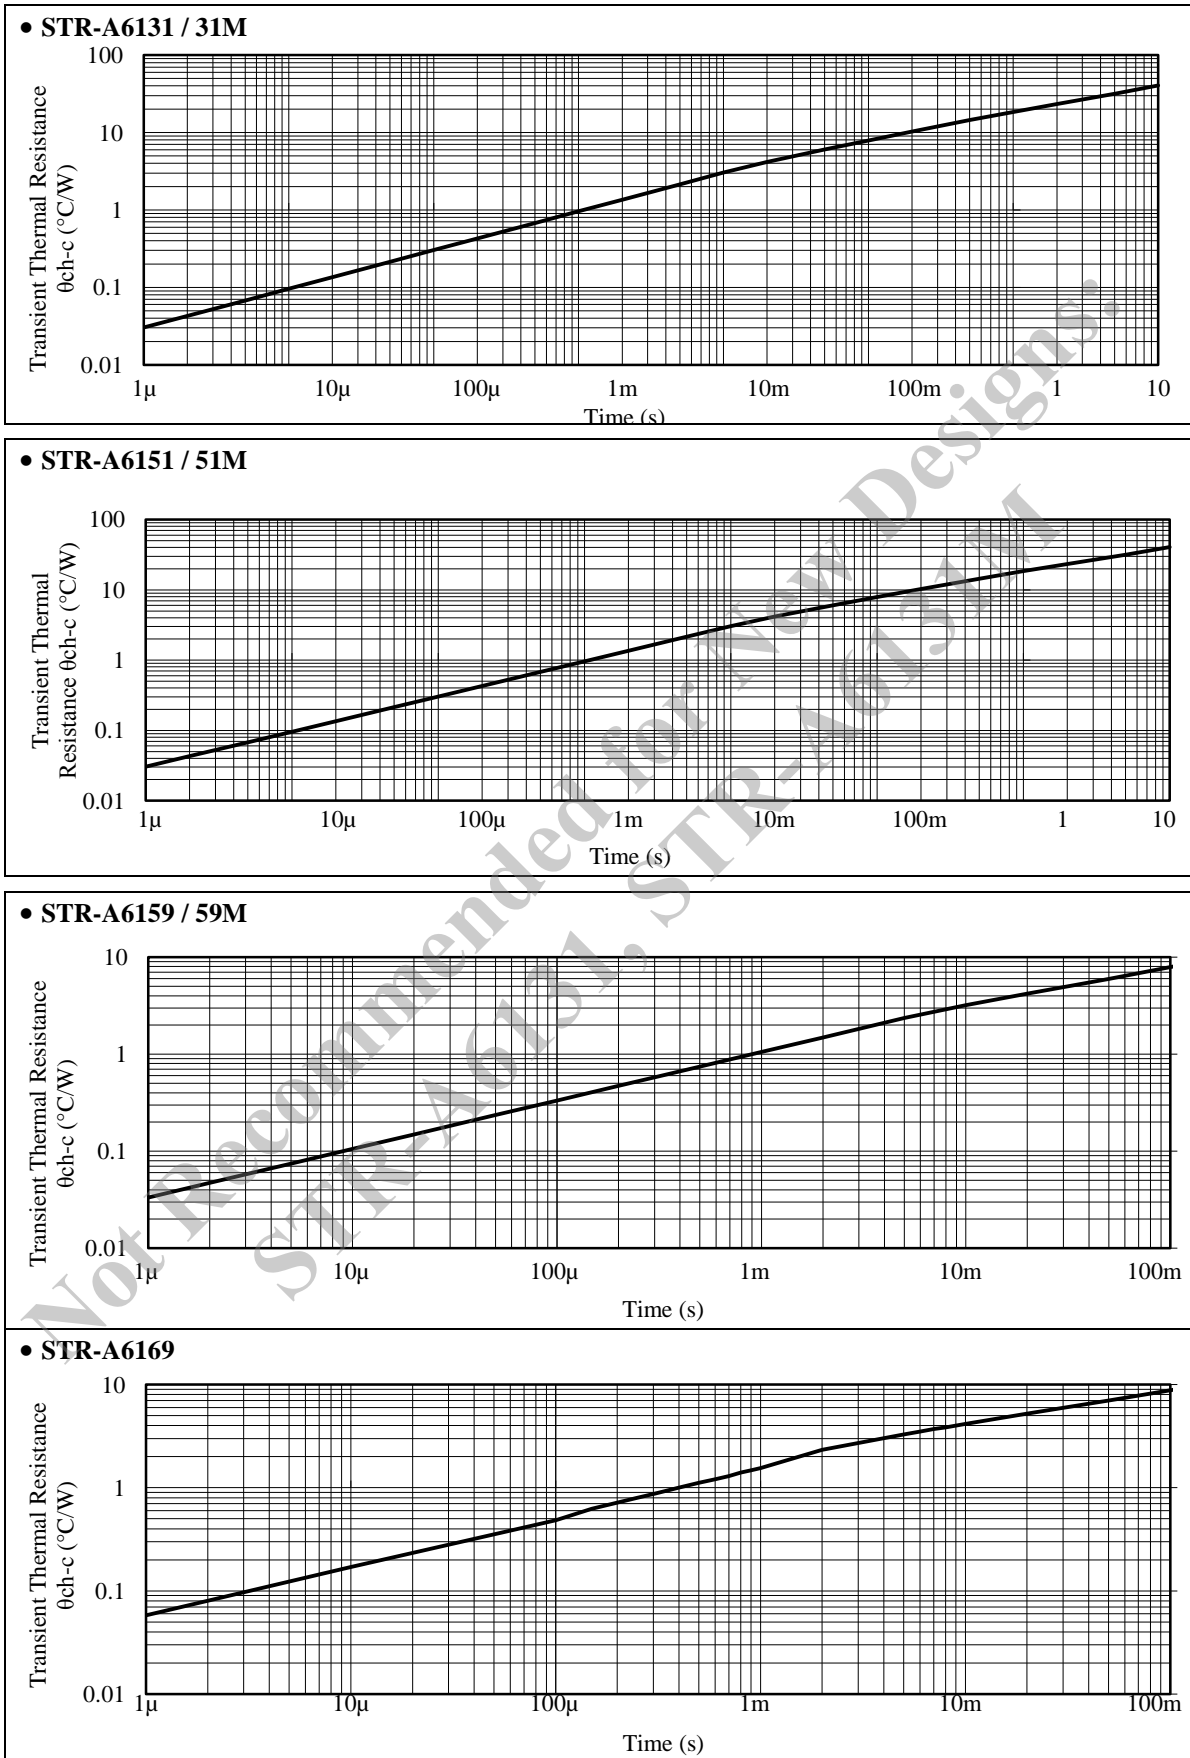 • STR-A6131 / 31M
Transient Thermal Resistance
θch-c (°C/W)
100
10
1
0.1
0.01
1µ 10µ 100µ 1m 10m 100m 1 10
Time (s)
• STR-A6151 / 51M
Transient Thermal
Resistance θch-c (°C/W)
100
10
1
0.1
0.01
1µ 10µ 100µ 1m 10m 100m 1 10
Time (s)
• STR-A6159 / 59M
Transient Thermal Resistance
θch-c (°C/W)
10
1
0.1
0.01
1µ 10µ 100µ 1m 10m 100m
Time (s)
• STR-A6169
Transient Thermal Resistance
θch-c (°C/W)
10
1
0.1
0.01
1µ 10µ 100µ 1m 10m 100m
Time (s)
Not Recommended for New Designs:
STR-A6131, STR-A6131M